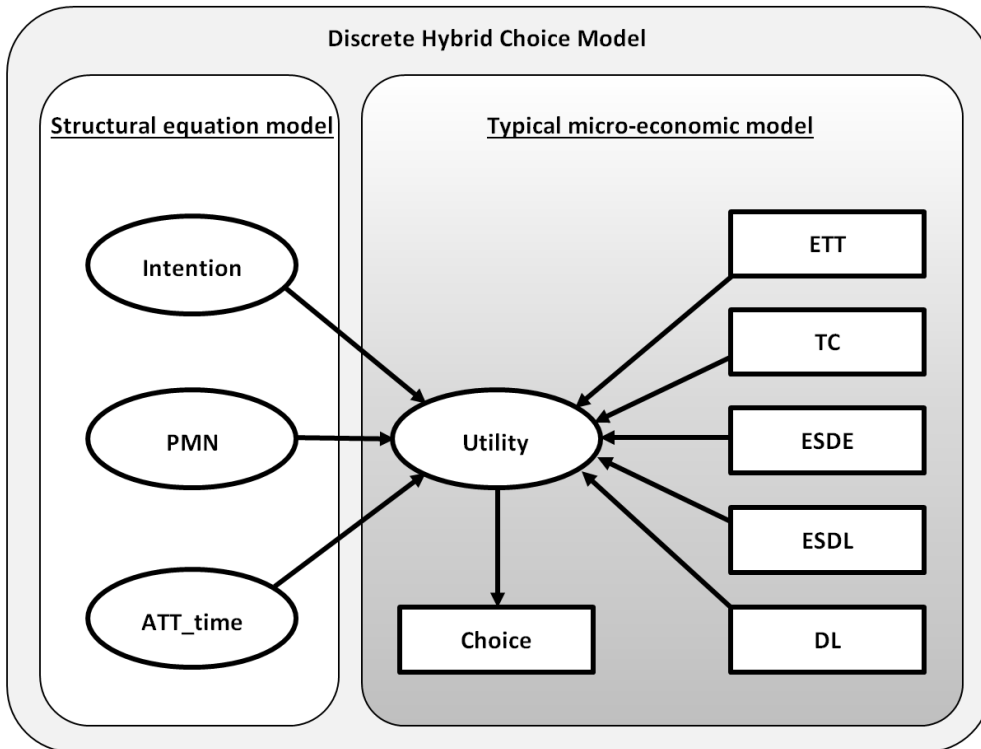 Discrete Hybrid Choice Model
Structural equation model
Typical micro-economic model
Intention
PMN
ATT_time
Utility
Choice
ETT
TC
ESDE
ESDL
DL